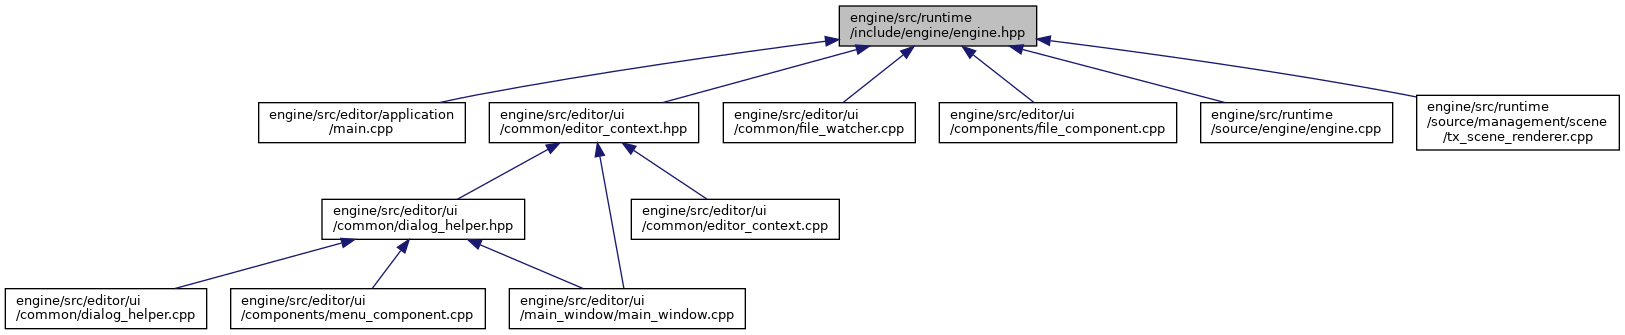 engine/src/runtime
/include/engine/engine.hpp
engine/src/editor/application
/main.cpp
engine/src/editor/ui
/common/editor_context.hpp
engine/src/editor/ui
/common/file_watcher.cpp
engine/src/editor/ui
/components/file_component.cpp
engine/src/runtime
/source/engine/engine.cpp
engine/src/runtime
/source/management/scene
/tx_scene_renderer.cpp
engine/src/editor/ui
/common/dialog_helper.hpp
engine/src/editor/ui
/common/editor_context.cpp
engine/src/editor/ui
/common/dialog_helper.cpp
engine/src/editor/ui
/components/menu_component.cpp
engine/src/editor/ui
/main_window/main_window.cpp